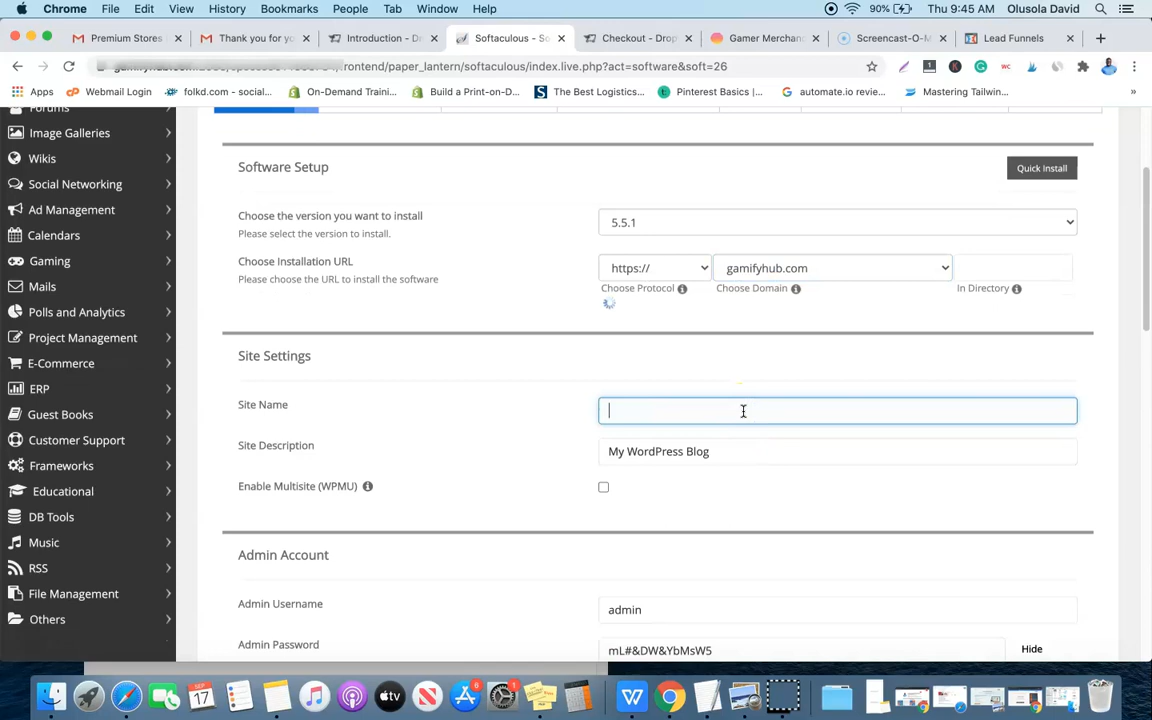 Chrome File Edit View History Bookmarks People Tab Window Help 90% Thu 9:45 AM Olusola David
Premium Stores Thank you for yo Introduction - D Softaculous - So Checkout - Drop Gamer Merchan Screencast-O-M Lead Funnels
frontend/paper_lantern/softaculous/index.live.php?act=software&soft=26
Apps Webmail Login folkd.com - social... On-Demand Traini... Build a Print-on-D... The Best Logistics... Pinterest Basics |... automate.io revie... Mastering Tailwin... »
Forums
Image Galleries
Wikis
Social Networking
Ad Management
Calendars
Gaming
Mails
Polls and Analytics
Project Management
E-Commerce
ERP
Guest Books
Customer Support
Frameworks
Educational
DB Tools
Music
RSS
File Management
Others
Software Setup Quick Install
Choose the version you want to install 5.5.1
Please select the version to install.
Choose Installation URL https:// gamifyhub.com
Please choose the URL to install the software Choose Protocol Choose Domain In Directory
Site Settings
Site Name
Site Description My WordPress Blog
Enable Multisite (WPMU)
Admin Account
Admin Username admin
Admin Password mL#&DW&YbMsW5 Hide
SEP
17